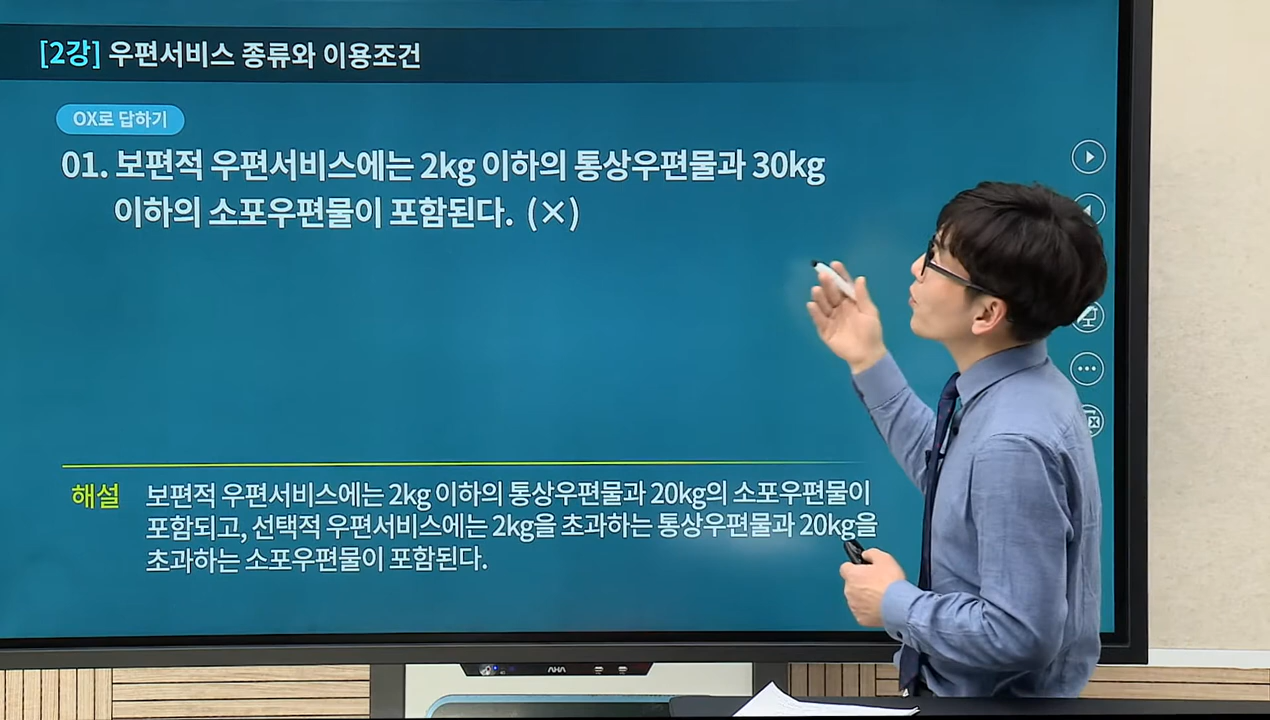 [2강] 우편서비스 종류와 이용조건
OX로 답하기
01. 보편적 우편서비스에는 2kg 이하의 통상우편물과 30kg
이하의 소포우편물이 포함된다. (×)
해설
보편적 우편서비스에는 2kg 이하의 통상우편물과 20kg의 소포우편물이
포함되고, 선택적 우편서비스에는 2kg을 초과하는 통상우편물과 20kg을
초과하는 소포우편물이 포함된다.
AHA